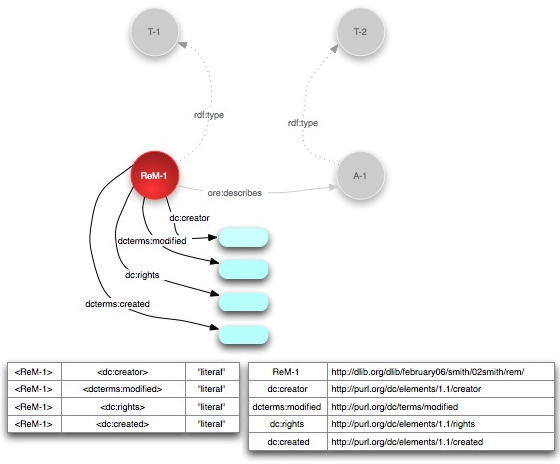 T-1
T-2
rdf:type
rdf:type
ReM-1
A-1
ore:describes
dc:creator
dcterms:modified
dc:rights
dcterms:created
<ReM-1> <dc:creator> "literal"
<ReM-1> <dcterms:modified> "literal"
<ReM-1> <dc:rights> "literal"
<ReM-1> <dc:created> "literal"
ReM-1 http://dlib.org/dlib/february06/smith/02smith/rem/
dc:creator http://purl.org/dc/elements/1.1/creator
dcterms:modified http://purl.org/dc/terms/modified
dc:rights http://purl.org/dc/elements/1.1/rights
dc:created http://purl.org/dc/elements/1.1/created